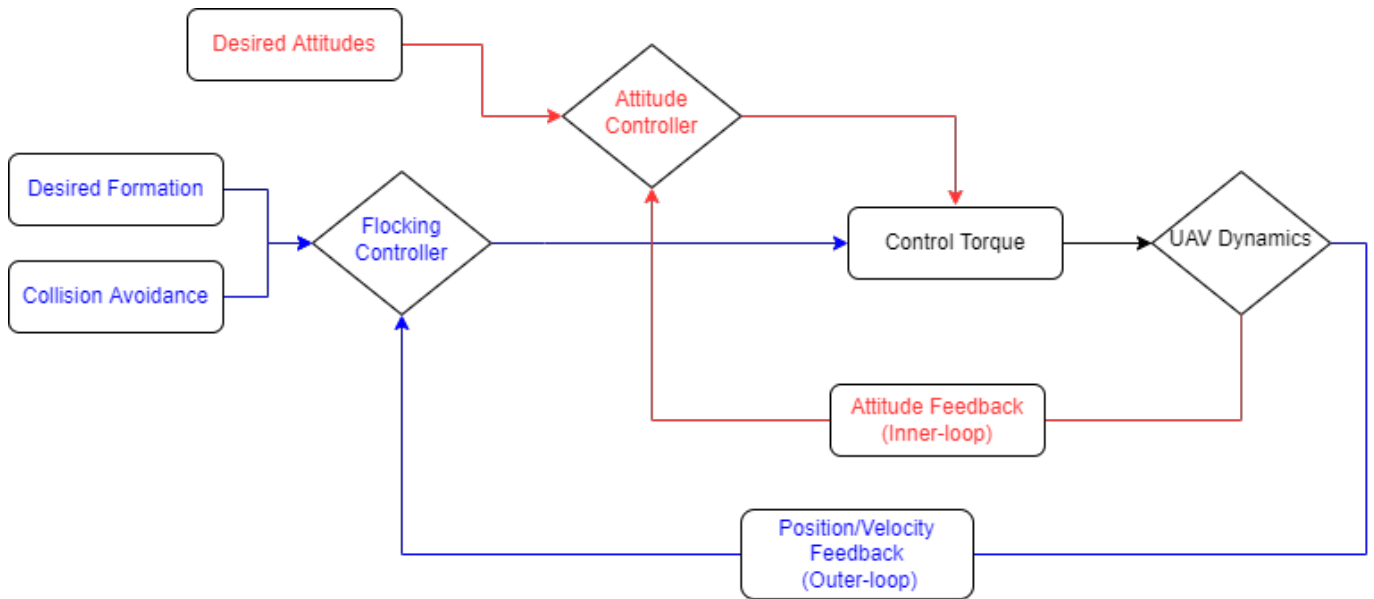 Desired Attitudes
Attitude
Controller
Desired Formation
Flocking
Controller
Collision Avoidance
Control Torque
UAV Dynamics
Attitude Feedback
(Inner-loop)
Position/Velocity
Feedback
(Outer-loop)